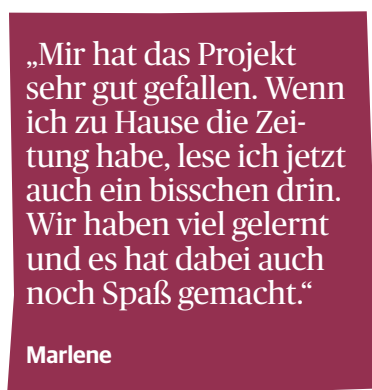 „Mir hat das Projekt
sehr gut gefallen. Wenn
ich zu Hause die Zei-
tung habe, lese ich jetzt
auch ein bisschen drin.
Wir haben viel gelernt
und es hat dabei auch
noch Spaß gemacht.“
Marlene